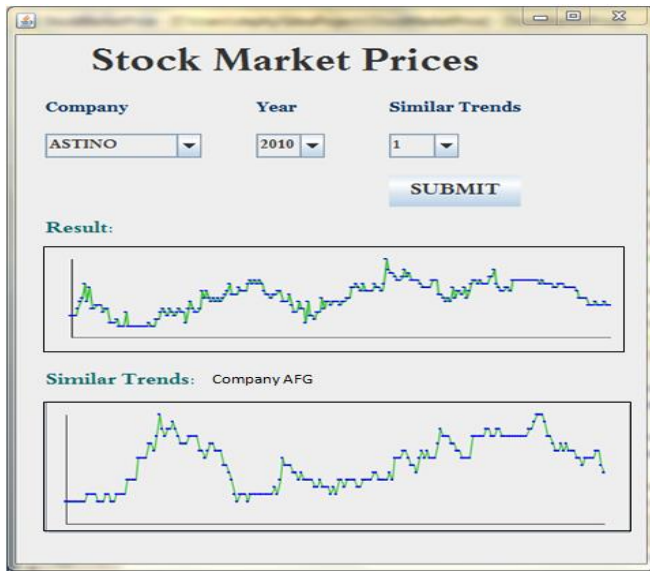 Stock Market Prices
Company Year Similar Trends
ASTINO 2010 1
SUBMIT
Result:
Similar Trends: Company AFG